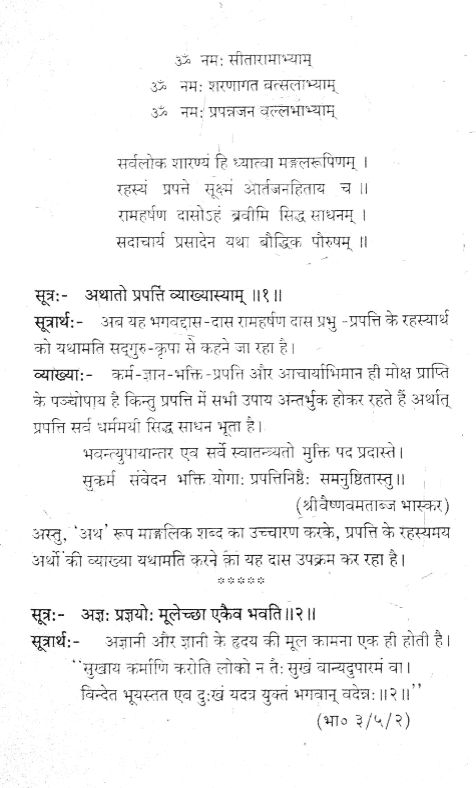 ॐ नमः सीतारामाभ्याम्
ॐ नमः शरणागत वत्सलाभ्याम्
ॐ नमः प्रपन्नजन वल्लभाभ्याम्
सर्वलोक शारण्यं हि ध्यात्वा मङ्गलरूपिणम् ।
रहस्यं प्रपत्ते सूक्ष्मं आर्तजनहिताय च ॥
रामहर्षण दासोऽहं ब्रवीमि सिद्ध साधनम् ।
सदाचार्य प्रसादेन यथा बौद्धिक पौरुषम् ॥
सूत्रः- अथातो प्रपत्तिं व्याख्यास्याम् ॥१॥
सूत्रार्थः- अब यह भगवद्दास-दास रामहर्षण दास प्रभु -प्रपत्ति के रहस्यार्थ
को यथामति सद्गुरु-कृपा से कहने जा रहा है।
व्याख्याः- कर्म-ज्ञान-भक्ति-प्रपत्ति और आचार्याभिमान ही मोक्ष प्राप्ति
के पञ्चोपाय है किन्तु प्रपत्ति में सभी उपाय अन्तर्भुक होकर रहते हैं अर्थात्
प्रपत्ति सर्व धर्ममयी सिद्ध साधन भूता है।
भवन्त्युपायान्तार एव सर्वे स्वातन्त्र्यतो मुक्ति पद प्रदास्ते।
सुकर्म संवेदन भक्ति योगाः प्रपत्तिनिष्ठैः समनुष्ठितास्तु॥
(श्रीवैष्णवमताब्ज भास्कर)
अस्तु, 'अथ' रूप माङ्गलिक शब्द का उच्चारण करके, प्रपत्ति के रहस्यमय
अर्थो की व्याख्या यथामति करने का यह दास उपक्रम कर रहा है।
*****
सूत्रः- अज्ञः प्रज्ञयोः मूलेच्छा एकैव भवति॥२॥
सूत्रार्थः- अज्ञानी और ज्ञानी के हृदय की मूल कामना एक ही होती है।
"सुखाय कर्माणि करोति लोको न तैः सुखं वान्यदुपारमं वा।
विन्देत भूयस्तत एव दुःखं यदत्र युक्तं भगवान् वदेन्नः॥२॥"
(भा० ३/५/२)